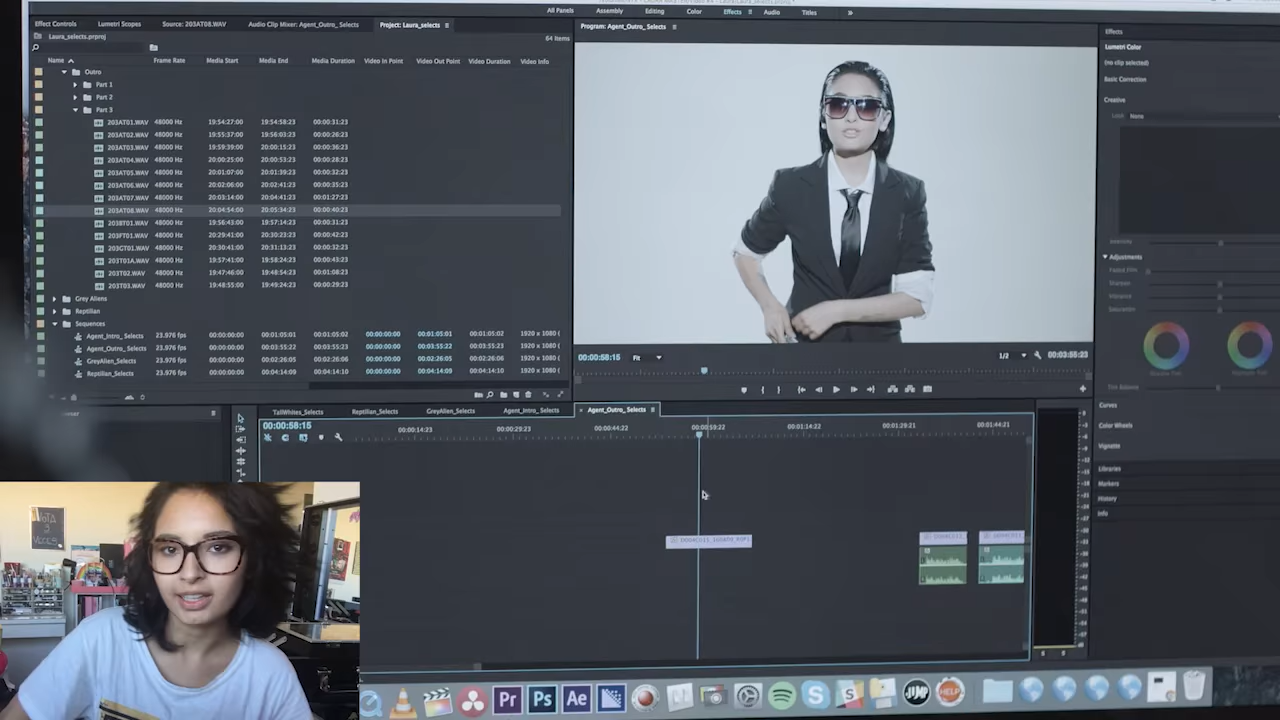 All Panels Assembly Editing Color Effects Audio Titles »
Effect Controls Lumetri Scopes Source: 203AT08.WAV Audio Clip Mixer: Agent_Outro_Selects Project: Laura_selects
Laura_selects.prproj
64 Items
Name Frame Rate Media Start Media End Media Duration Video In Point Video Out Point Video Duration Video Info
Outro
Part 1
Part 2
Part 3
203AT01.WAV 48000 Hz 19:54:27:00 19:54:58:23 00:00:31:23
203AT02.WAV 48000 Hz 19:55:37:00 19:56:03:23 00:00:26:23
203AT03.WAV 48000 Hz 19:59:39:00 20:00:15:23 00:00:36:23
203AT04.WAV 48000 Hz 20:00:25:00 20:00:53:23 00:00:28:23
203AT05.WAV 48000 Hz 20:01:07:00 20:01:39:23 00:00:32:23
203AT06.WAV 48000 Hz 20:02:06:00 20:02:41:23 00:00:35:23
203AT07.WAV 48000 Hz 20:03:14:00 20:04:41:23 00:01:27:23
203AT08.WAV 48000 Hz 20:04:54:00 20:05:34:23 00:00:40:23
203BT01.WAV 48000 Hz 19:56:43:00 19:57:14:23 00:00:31:23
203FT01.WAV 48000 Hz 20:29:41:00 20:30:23:23 00:00:42:23
203GT01.WAV 48000 Hz 20:30:41:00 20:31:13:23 00:00:32:23
203T01A.WAV 48000 Hz 19:57:41:00 19:58:24:23 00:00:43:23
203T02.WAV 48000 Hz 19:47:46:00 19:48:54:23 00:01:08:23
203T03.WAV 48000 Hz 19:48:55:00 19:49:24:23 00:00:29:23
Grey Aliens
Reptilian
Sequences
Agent_Intro_Selects 23.976 fps 00:00:00:00 00:01:05:01 00:01:05:02 00:00:00:00 00:01:05:01 00:01:05:02 1920 x 1080 (
Agent_Outro_Selects 23.976 fps 00:00:00:00 00:03:55:22 00:03:55:23 00:00:00:00 00:03:55:22 00:03:55:23 1920 x 1080 (
GreyAlien_Selects 23.976 fps 00:00:00:00 00:02:26:05 00:02:26:06 00:00:00:00 00:02:26:05 00:02:26:06 1920 x 1080 (
Reptilian_Selects 23.976 fps 00:00:00:00 00:04:14:09 00:04:14:10 00:00:00:00 00:04:14:09 00:04:14:10 1920 x 1080 (
Program: Agent_Outro_Selects
00:00:58:15 Fit 1/2 00:03:55:23
Effects
Lumetri Color
(no clip selected)
Basic Correction
Creative
Look None
Intensity
Adjustments
Faded Film
Sharpen
Vibrance
Saturation
Shadow Tint Highlight Tint
Tint Balance
Curves
Color Wheels
Vignette
Libraries
Markers
History
Info
TallWhites_Selects Reptilian_Selects GreyAlien_Selects Agent_Intro_Selects × Agent_Outro_Selects
00:00:58:15
00:00:14:23 00:00:29:23 00:00:44:22 00:00:59:22 00:01:14:22 00:01:29:21 00:01:44:21
Pr Ps Ae
JUMP
HELP